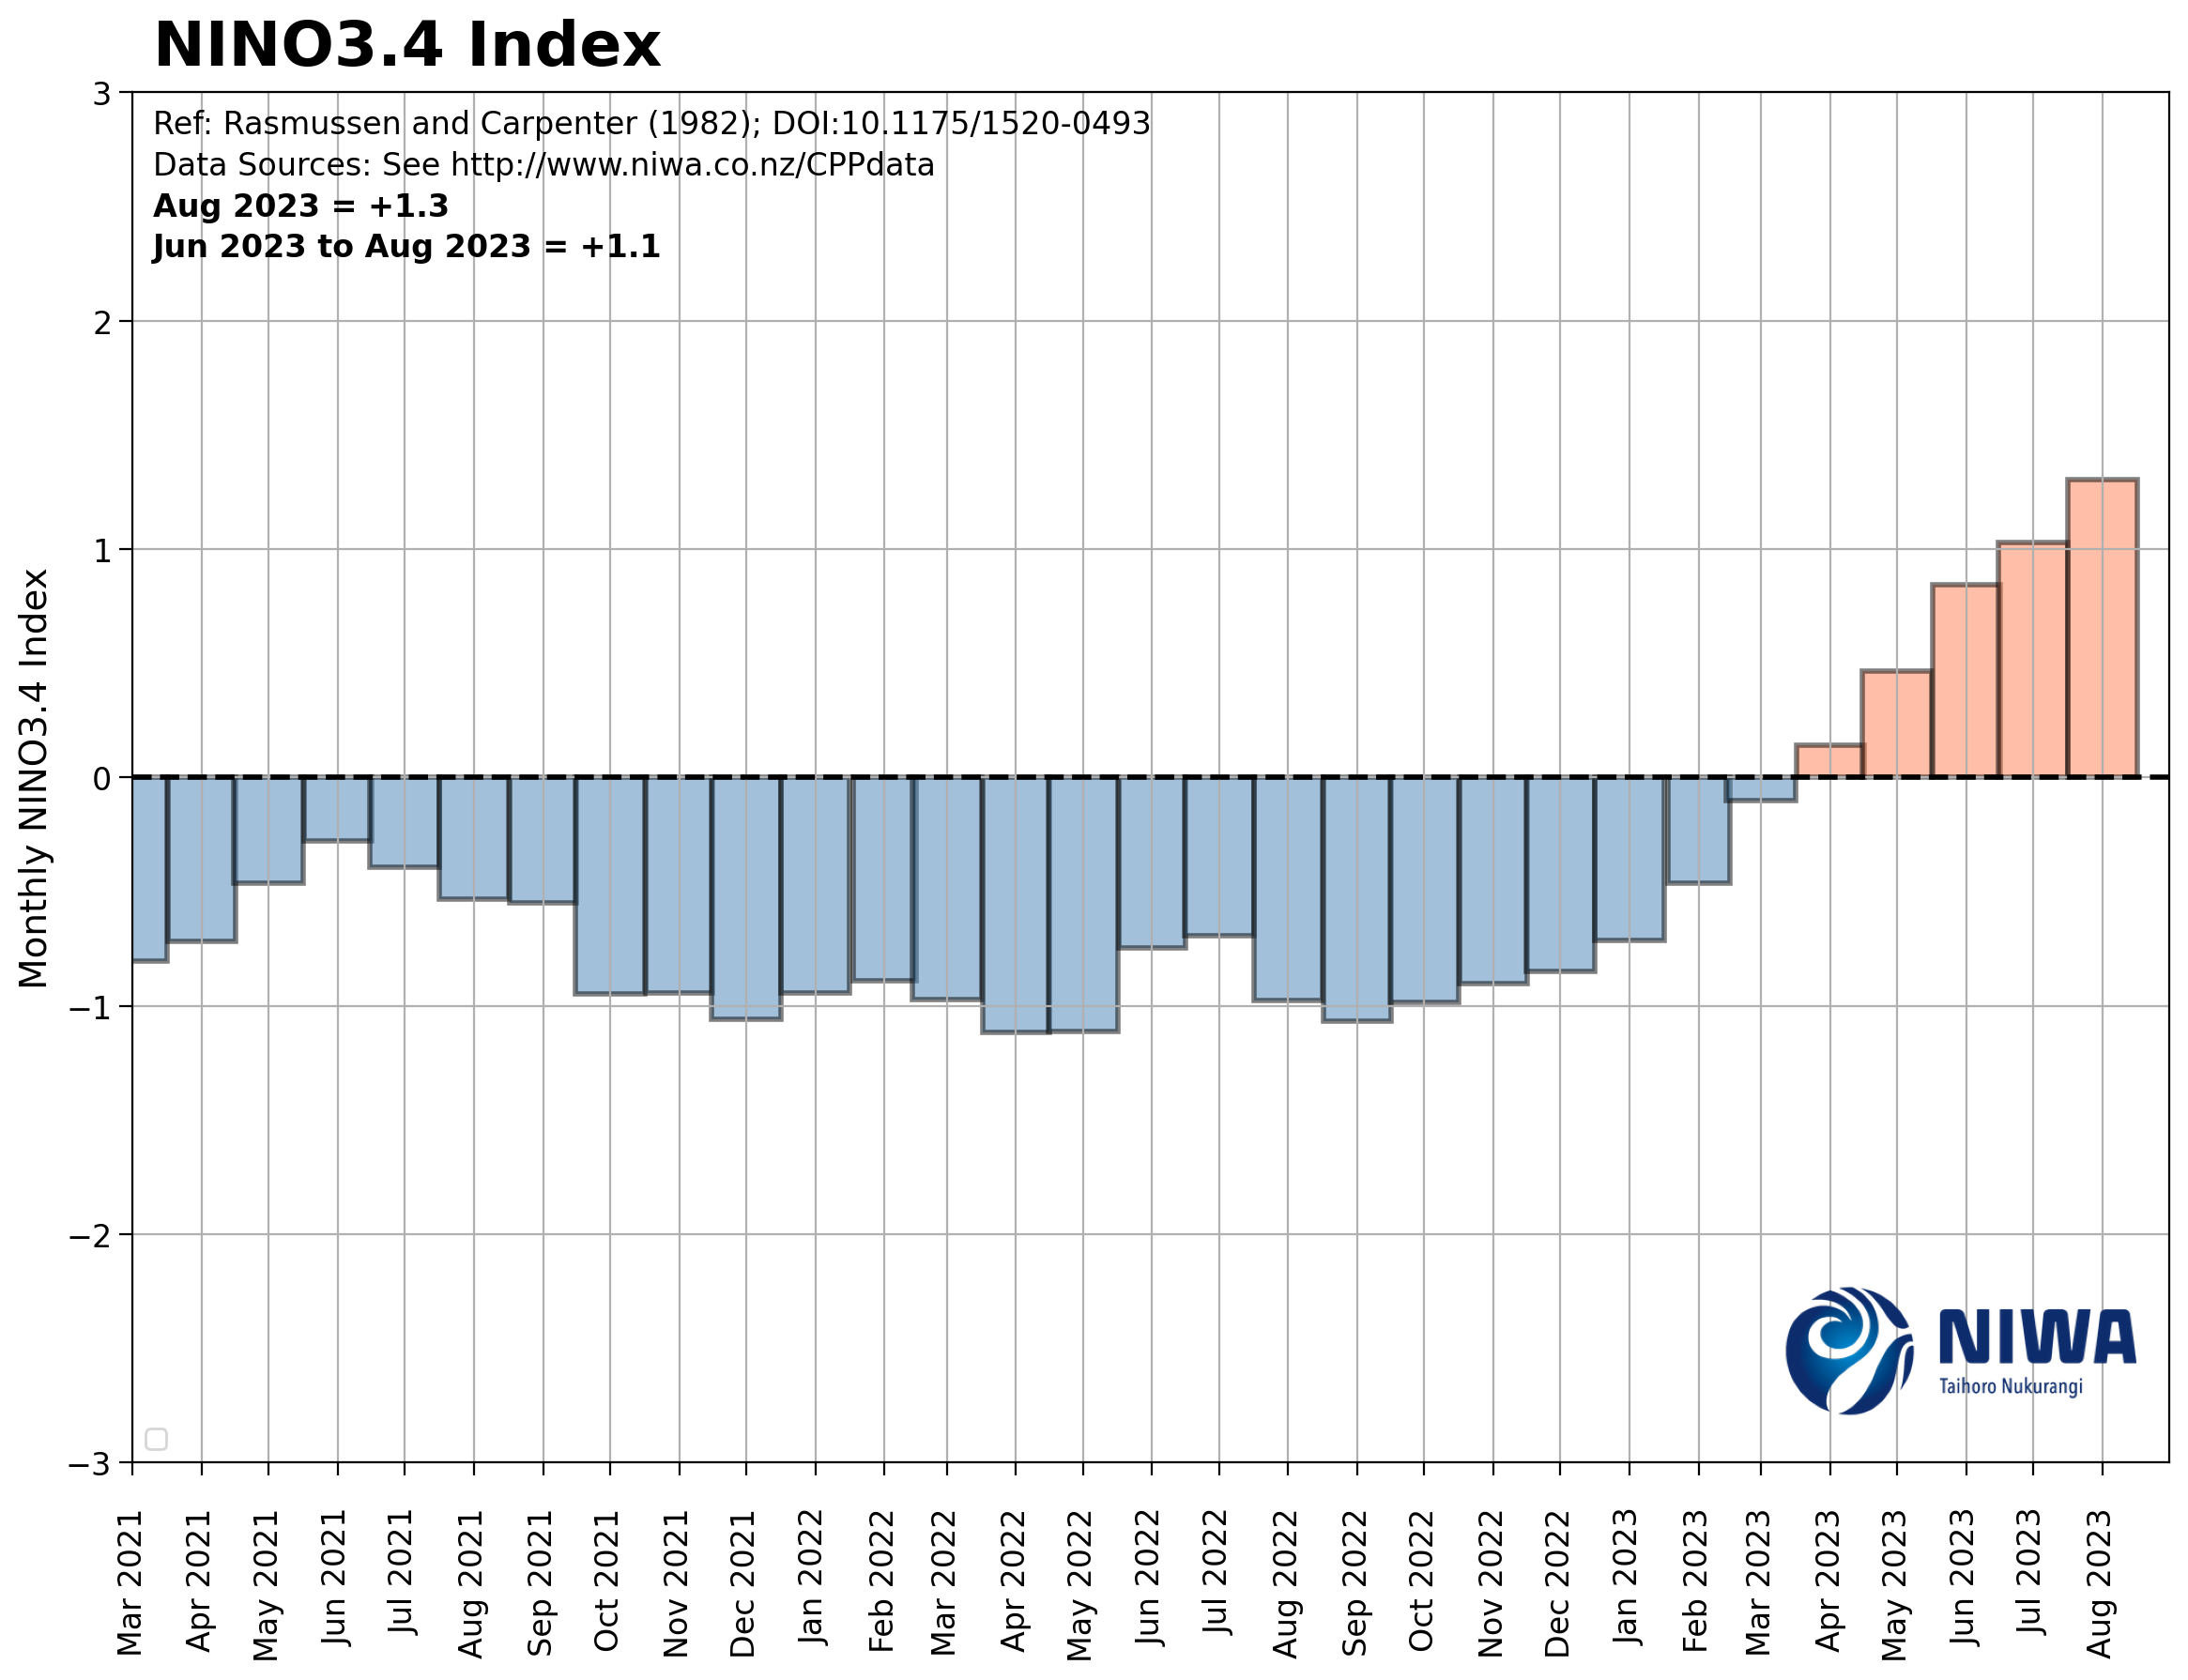 NINO3.4 Index
Ref: Rasmussen and Carpenter (1982); DOI:10.1175/1520-0493
Data Sources: See http://www.niwa.co.nz/CPPdata
Aug 2023 = +1.3
Jun 2023 to Aug 2023 = +1.1
Monthly NINO3.4 Index
3
2
1
0
−1
−2
−3
NIWA
Taihoro Nukurangi
Mar 2021
Apr 2021
May 2021
Jun 2021
Jul 2021
Aug 2021
Sep 2021
Oct 2021
Nov 2021
Dec 2021
Jan 2022
Feb 2022
Mar 2022
Apr 2022
May 2022
Jun 2022
Jul 2022
Aug 2022
Sep 2022
Oct 2022
Nov 2022
Dec 2022
Jan 2023
Feb 2023
Mar 2023
Apr 2023
May 2023
Jun 2023
Jul 2023
Aug 2023